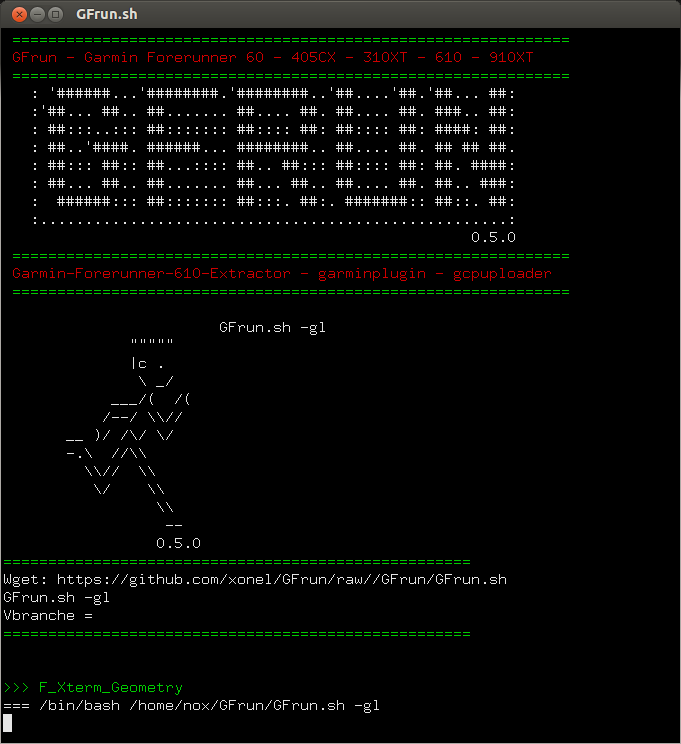 GFrun.sh
==============================================================
GFrun - Garmin Forerunner 60 - 405CX - 310XT - 610 - 910XT
==============================================================
: '######...'########.'########..'##....'##.'##... ##:
:'##... ##.. ##....... ##.... ##. ##.... ##. ###.. ##:
: ##:::..::: ##::::::: ##:::: ##: ##:::: ##: ####: ##:
: ##..'####. ######... ########.. ##.... ##. ## ## ##.
: ##::: ##:: ##...:::: ##.. ##::: ##:::: ##: ##. ####:
: ##... ##.. ##....... ##... ##.. ##.... ##. ##.. ###:
:  ######::: ##::::::: ##:::. ##:. #######:: ##::. ##:
:....................................................:
0.5.0
==============================================================
Garmin-Forerunner-610-Extractor - garminplugin - gcpuploader
==============================================================
GFrun.sh -gl
"""""
|c .
\ _/
___/(  /(
/--/ \\//
__ )/ /\/ \/
-.\  //\\
\\//  \\
\/    \\
\\
--
0.5.0
====================================================
Wget: https://github.com/xonel/GFrun/raw//GFrun/GFrun.sh
GFrun.sh -gl
Vbranche =
====================================================
>>> F_Xterm_Geometry
=== /bin/bash /home/nox/GFrun/GFrun.sh -gl